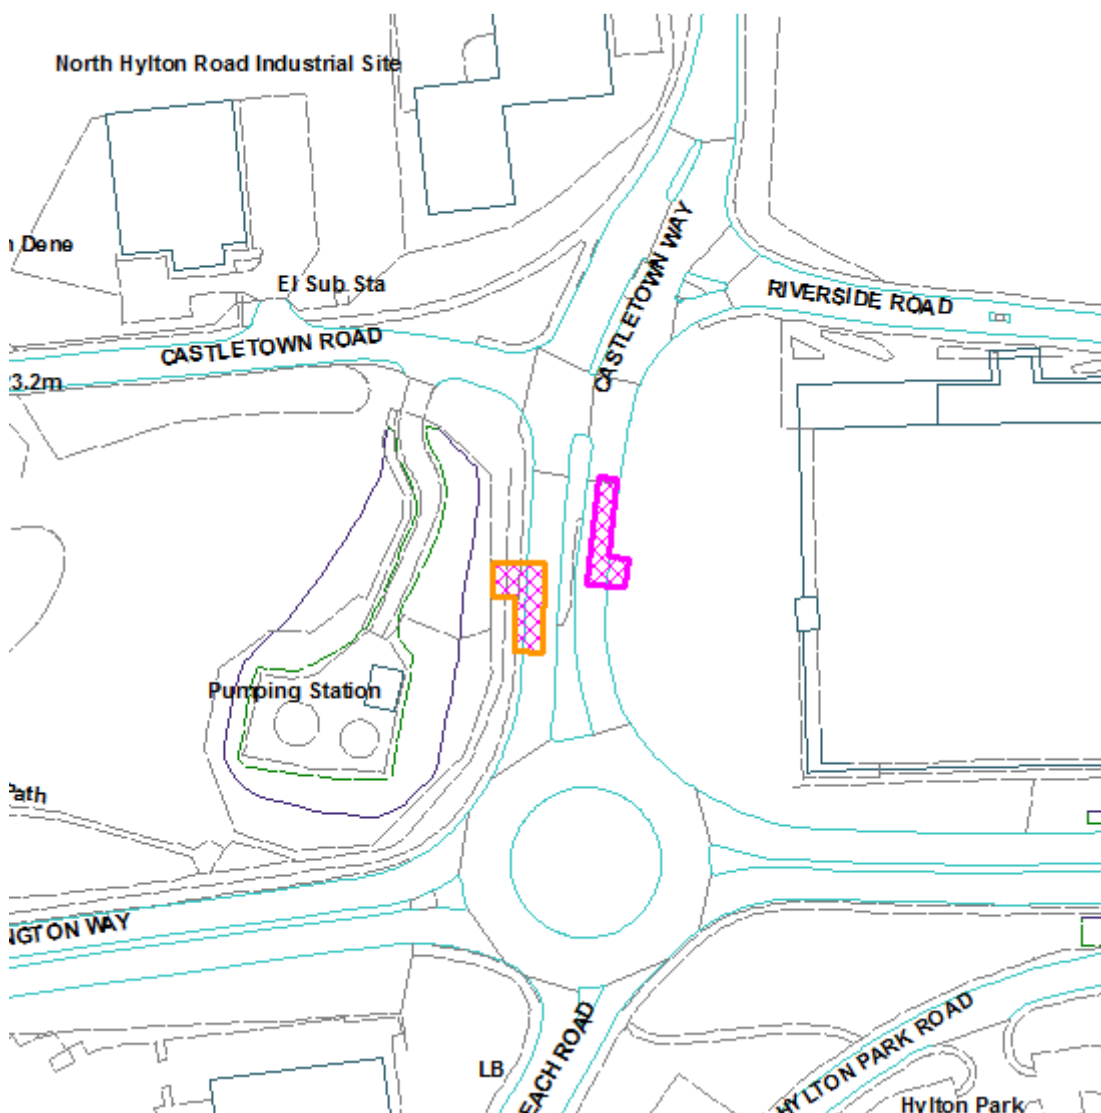 North Hylton Road Industrial Site
CASTLETOWN WAY
n Dene
El Sub Sta
RIVERSIDE ROAD
CASTLETOWN ROAD
3.2m
Pumping Station
Path
NGTON WAY
HYLTON PARK ROAD
EACH ROAD
LB
Hylton Park